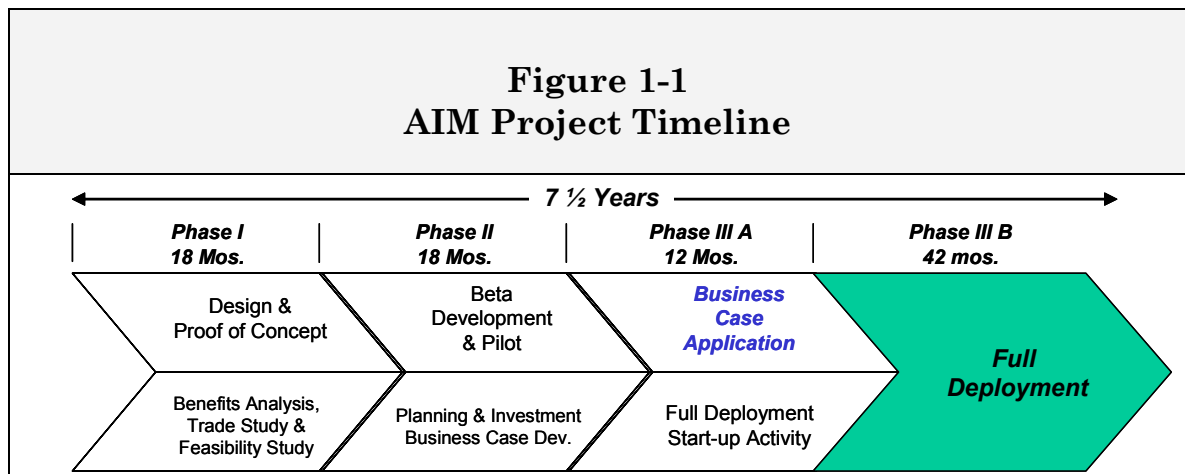 Figure 1-1
AIM Project Timeline
7 ½ Years
Phase I
18 Mos.
Phase II
18 Mos.
Phase III A
12 Mos.
Phase III B
42 mos.
Design &
Proof of Concept
Beta
Development
& Pilot
Business
Case
Application
Full
Deployment
Benefits Analysis,
Trade Study &
Feasibility Study
Planning & Investment
Business Case Dev.
Full Deployment
Start-up Activity